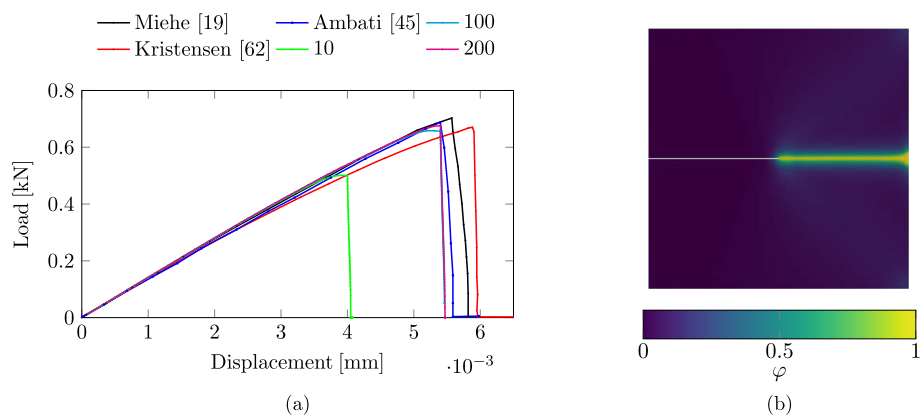 Miehe [19] Ambati [45] 100
Kristensen [62] 10 200
0.8
0.6
0.4
0.2
0
Load [kN]
0 1 2 3 4 5 6
Displacement [mm] ·10⁻³
(a)
0 0.5 1
φ
(b)